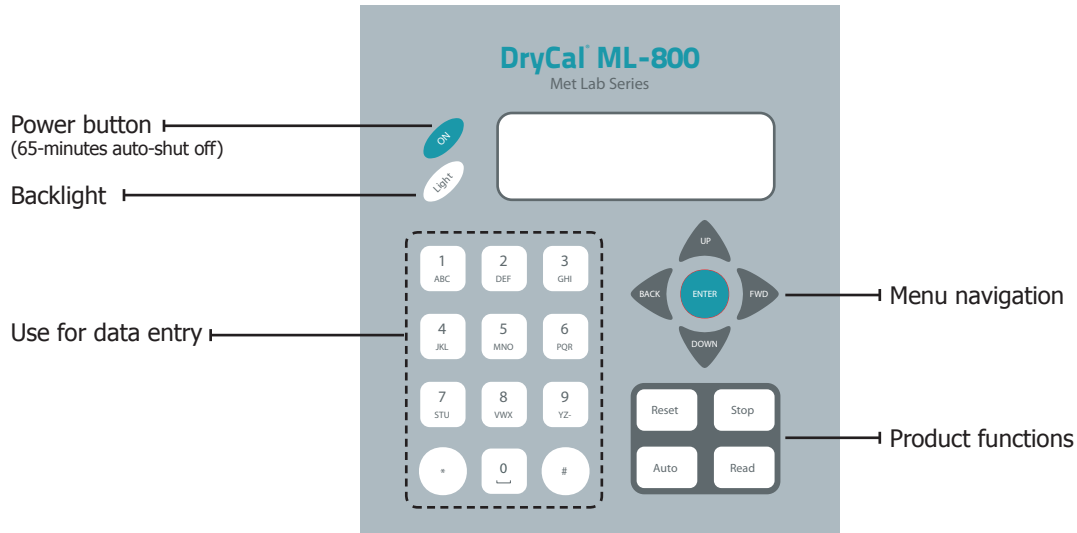 DryCal® ML-800
Met Lab Series
Power button
(65-minutes auto-shut off)
ON
Backlight
Light
Use for data entry
1
ABC
2
DEF
3
GHI
4
JKL
5
MNO
6
PQR
7
STU
8
VWX
9
YZ-
*
0
#
UP
BACK
ENTER
FWD
DOWN
Menu navigation
Reset
Stop
Auto
Read
Product functions